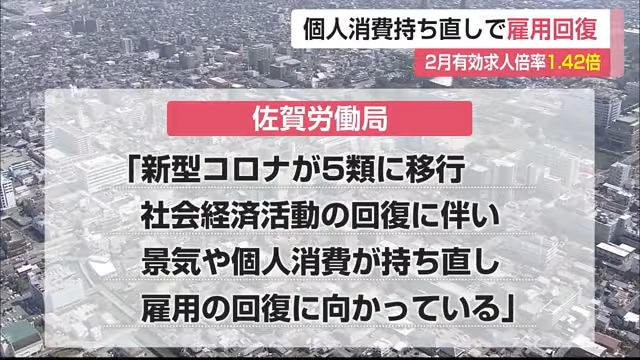 個人消費持ち直しで雇用回復
2月有効求人倍率1.42倍
佐賀労働局
「新型コロナが5類に移行
社会経済活動の回復に伴い
景気や個人消費が持ち直し
雇用の回復に向かっている」